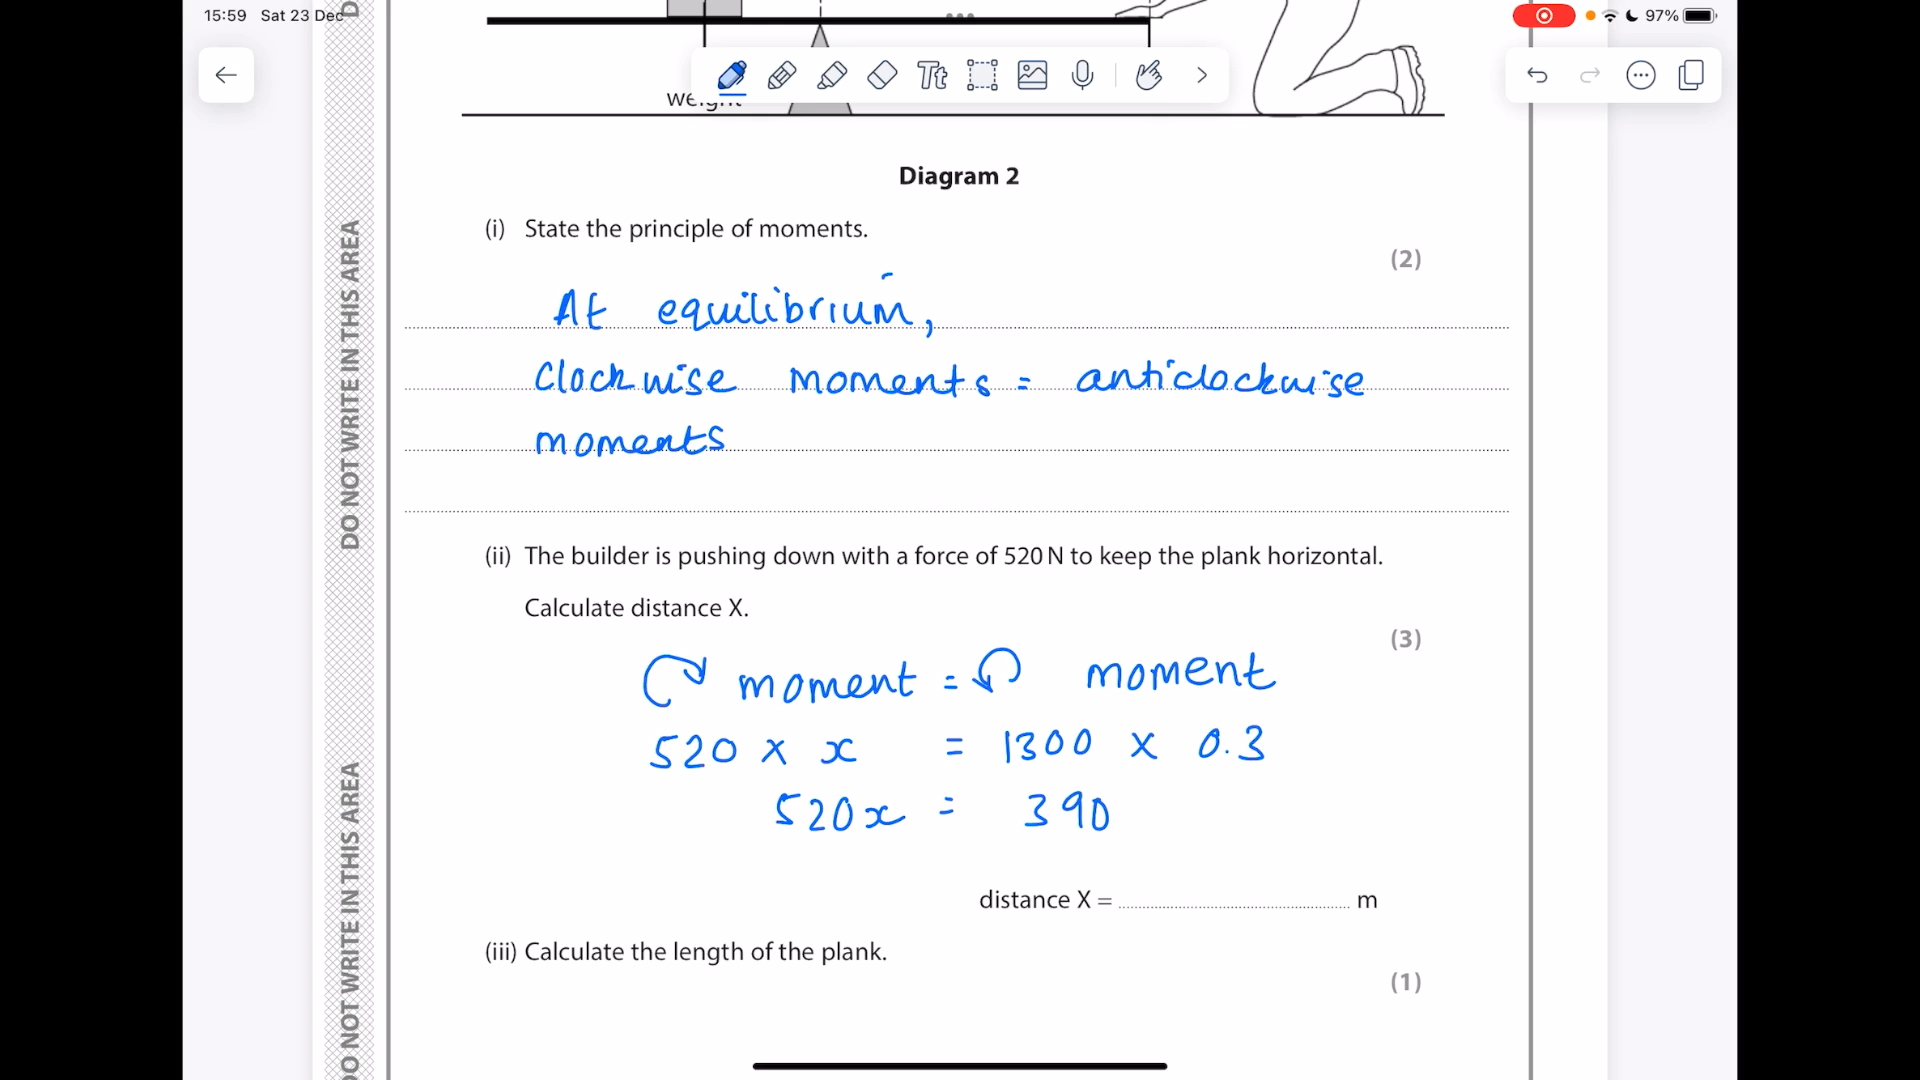 15:59 Sat 23 Dec
97%
Tt
weight
Diagram 2
(i) State the principle of moments.
(2)
At equilibrium,
Clockwise moments = anticlockwise
moments
(ii) The builder is pushing down with a force of 520 N to keep the plank horizontal.
Calculate distance X.
(3)
moment = moment
520 × x = 1300 × 0.3
520x = 390
distance X = m
(iii) Calculate the length of the plank.
(1)
DO NOT WRITE IN THIS AREA
DO NOT WRITE IN THIS AREA